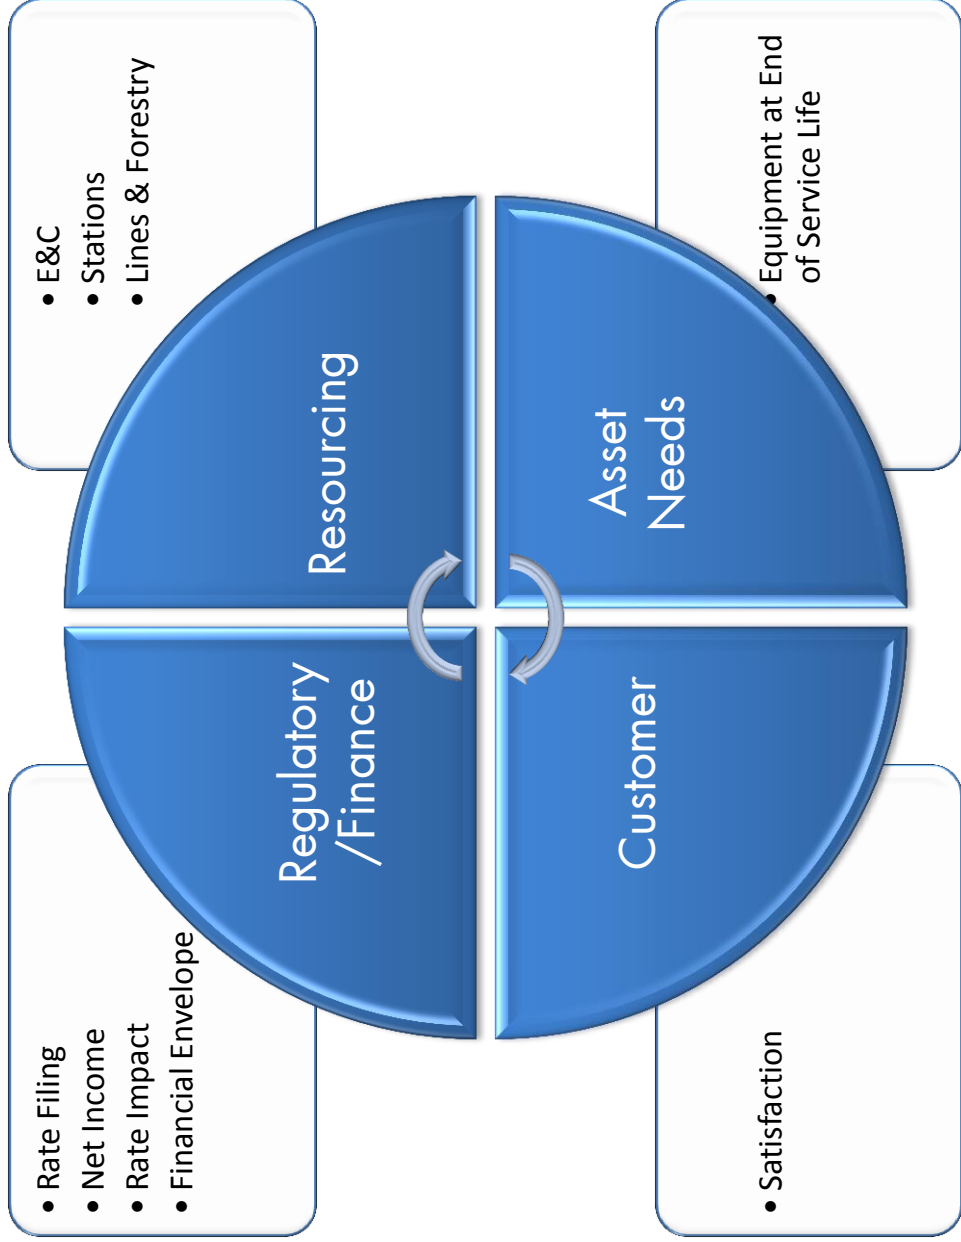 • Rate Filing
• Net Income
• Rate Impact
• Financial Envelope
Regulatory
/Finance
• E&C
• Stations
• Lines & Forestry
Resourcing
• Satisfaction
Customer
• Equipment at End
of Service Life
Asset
Needs